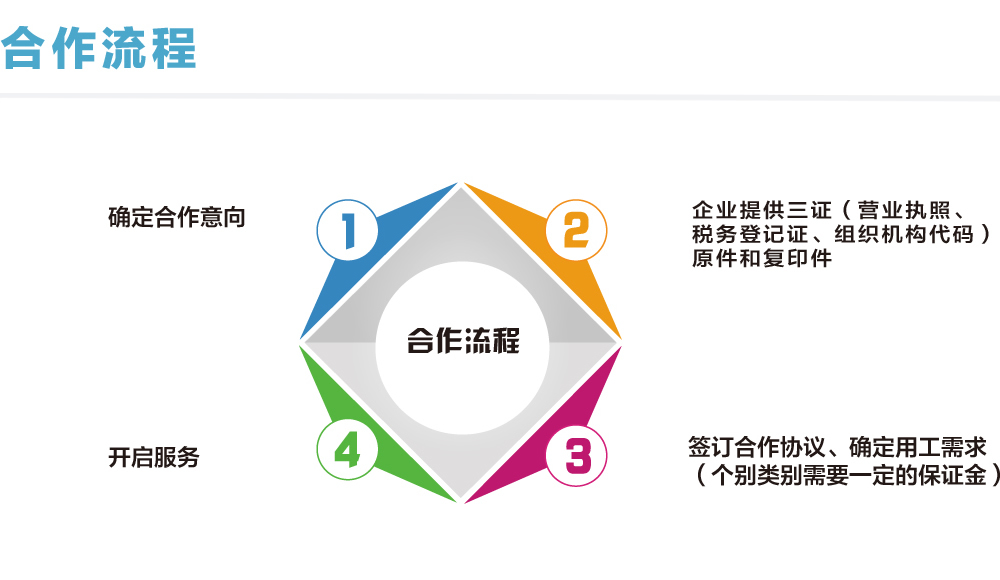 合作流程
确定合作意向
1
2
企业提供三证（营业执照、
税务登记证、组织机构代码）
原件和复印件
合作流程
开启服务
4
3
签订合作协议、确定用工需求
（个别类别需要一定的保证金）